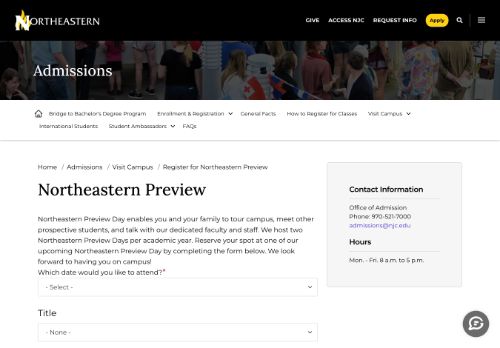 NORTHEASTERN
GIVE ACCESS NJC REQUEST INFO Apply
Admissions
Bridge to Bachelor's Degree Program Enrollment & Registration General Facts How to Register for Classes Visit Campus
International Students Student Ambassadors FAQs
Home / Admissions / Visit Campus / Register for Northeastern Preview
Northeastern Preview
Northeastern Preview Day enables you and your family to tour campus, meet other
prospective students, and talk with our dedicated faculty and staff. We host two
Northeastern Preview Days per academic year. Reserve your spot at one of our
upcoming Northeastern Preview Day by completing the form below. We look
forward to having you on campus!
Which date would you like to attend?*
- Select -
Title
- None -
Contact Information
Office of Admission
Phone: 970-521-7000
admissions@njc.edu
Hours
Mon. - Fri. 8 a.m. to 5 p.m.